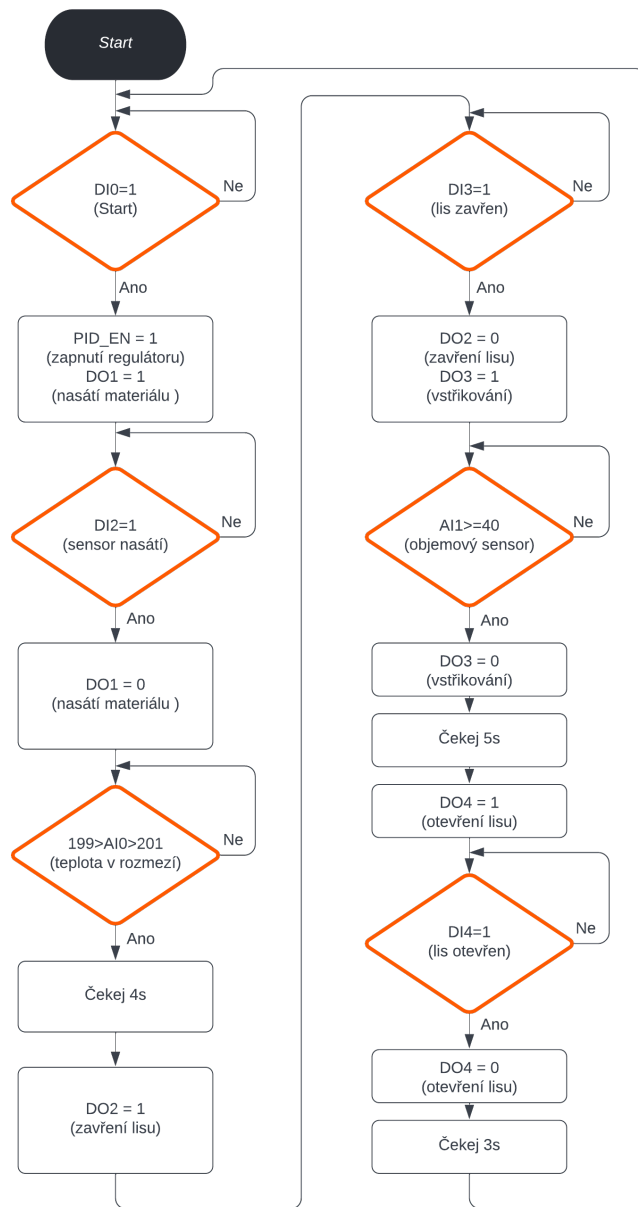 Start
DI0=1
(Start)
Ne
Ano
PID_EN = 1
(zapnutí regulátoru)
DO1 = 1
(nasátí materiálu )
DI2=1
(sensor nasátí)
Ne
Ano
DO1 = 0
(nasátí materiálu )
199>AI0>201
(teplota v rozmezí)
Ne
Ano
Čekej 4s
DO2 = 1
(zavření lisu)
DI3=1
(lis zavřen)
Ne
Ano
DO2 = 0
(zavření lisu)
DO3 = 1
(vstřikování)
AI1>=40
(objemový sensor)
Ne
Ano
DO3 = 0
(vstřikování)
Čekej 5s
DO4 = 1
(otevření lisu)
DI4=1
(lis otevřen)
Ne
Ano
DO4 = 0
(otevření lisu)
Čekej 3s